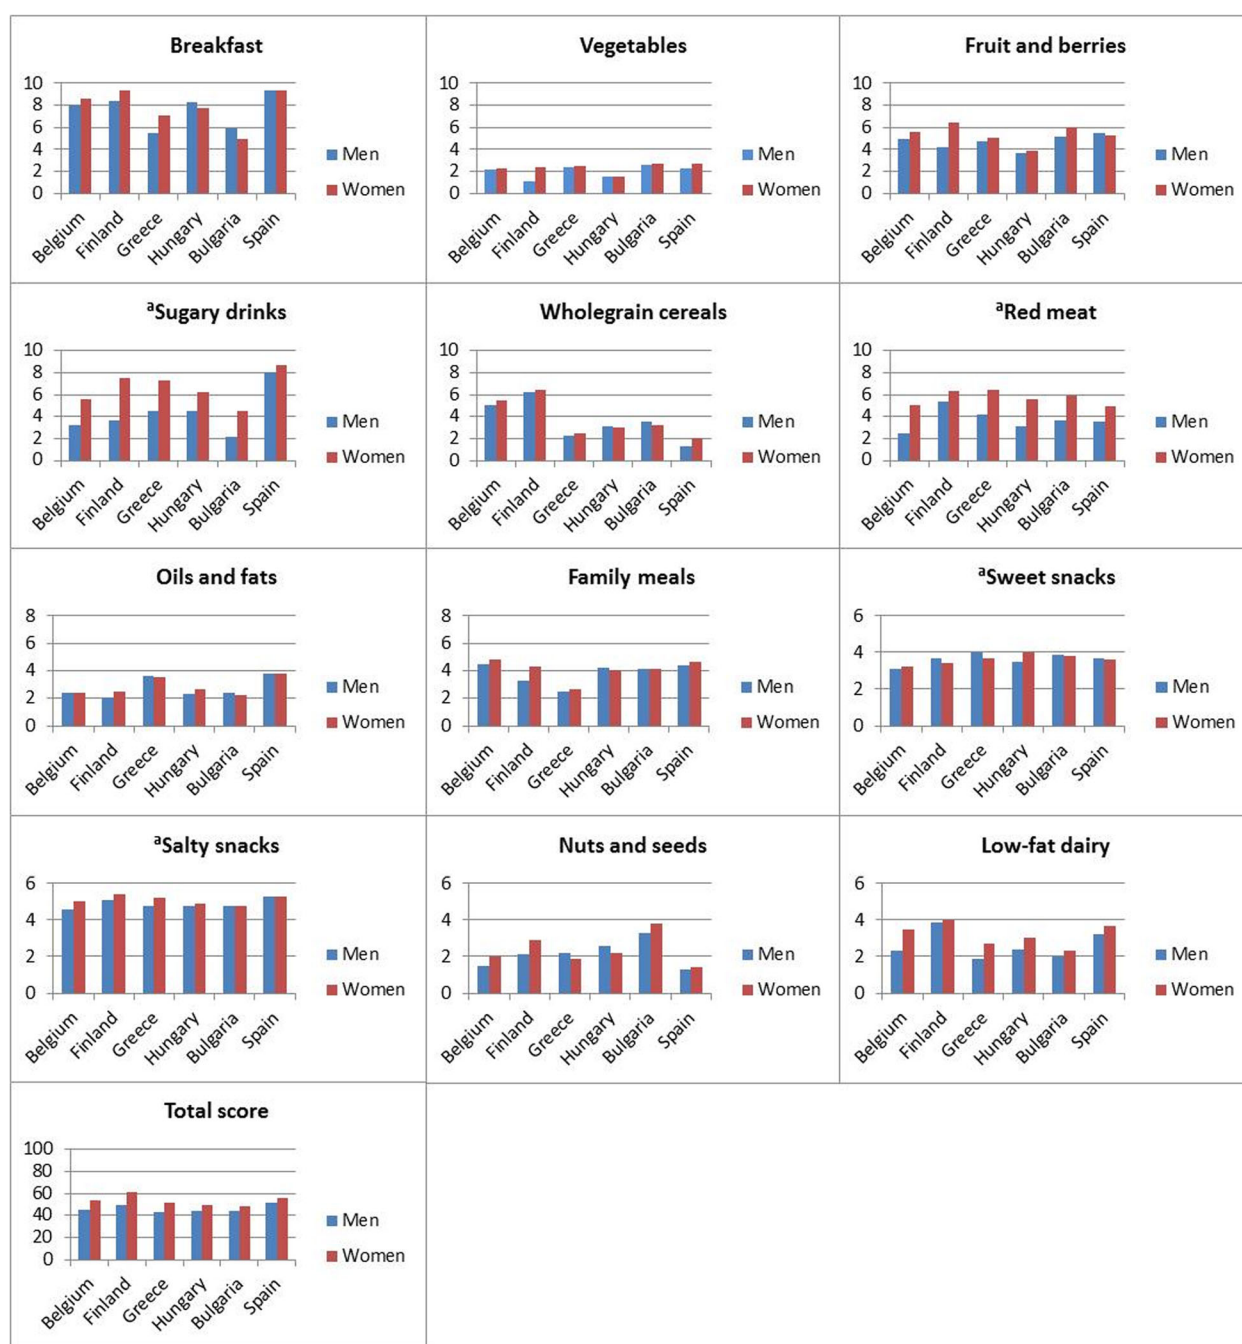 Breakfast
10
8
6
4
2
0
Belgium
Finland
Greece
Hungary
Bulgaria
Spain
Men
Women
Vegetables
10
8
6
4
2
0
Belgium
Finland
Greece
Hungary
Bulgaria
Spain
Men
Women
Fruit and berries
10
8
6
4
2
0
Belgium
Finland
Greece
Hungary
Bulgaria
Spain
Men
Women
ᵃSugary drinks
10
8
6
4
2
0
Belgium
Finland
Greece
Hungary
Bulgaria
Spain
Men
Women
Wholegrain cereals
10
8
6
4
2
0
Belgium
Finland
Greece
Hungary
Bulgaria
Spain
Men
Women
ᵃRed meat
10
8
6
4
2
0
Belgium
Finland
Greece
Hungary
Bulgaria
Spain
Men
Women
Oils and fats
8
6
4
2
0
Belgium
Finland
Greece
Hungary
Bulgaria
Spain
Men
Women
Family meals
8
6
4
2
0
Belgium
Finland
Greece
Hungary
Bulgaria
Spain
Men
Women
ᵃSweet snacks
6
4
2
0
Belgium
Finland
Greece
Hungary
Bulgaria
Spain
Men
Women
ᵃSalty snacks
6
4
2
0
Belgium
Finland
Greece
Hungary
Bulgaria
Spain
Men
Women
Nuts and seeds
6
4
2
0
Belgium
Finland
Greece
Hungary
Bulgaria
Spain
Men
Women
Low-fat dairy
6
4
2
0
Belgium
Finland
Greece
Hungary
Bulgaria
Spain
Men
Women
Total score
100
80
60
40
20
0
Belgium
Finland
Greece
Hungary
Bulgaria
Spain
Men
Women